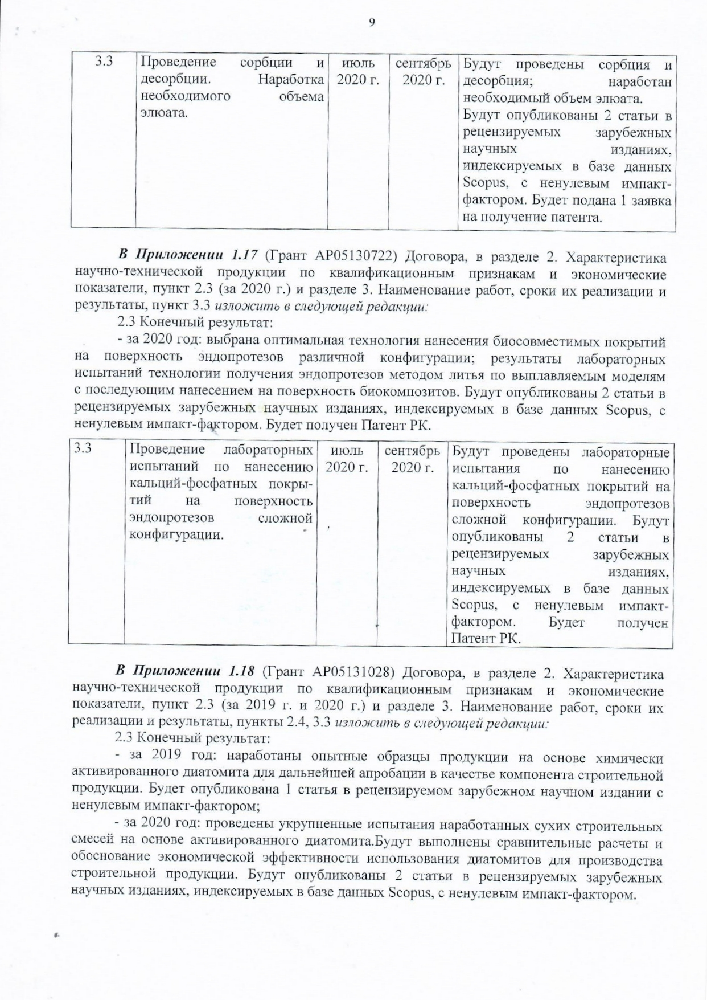 9
3.3
Проведение сорбции и
десорбции. Наработка
необходимого объема
элюата.
июль
2020 г.
сентябрь
2020 г.
Будут проведены сорбция и
десорбция; наработан
необходимый объем элюата.
Будут опубликованы 2 статьи в
рецензируемых зарубежных
научных изданиях,
индексируемых в базе данных
Scopus, с ненулевым импакт-
фактором. Будет подана 1 заявка
на получение патента.
В Приложении 1.17 (Грант АР05130722) Договора, в разделе 2. Характеристика
научно-технической продукции по квалификационным признакам и экономические
показатели, пункт 2.3 (за 2020 г.) и разделе 3. Наименование работ, сроки их реализации и
результаты, пункт 3.3 изложить в следующей редакции:
2.3 Конечный результат:
- за 2020 год: выбрана оптимальная технология нанесения биосовместимых покрытий
на поверхность эндопротезов различной конфигурации; результаты лабораторных
испытаний технологии получения эндопротезов методом литья по выплавляемым моделям
с последующим нанесением на поверхность биокомпозитов. Будут опубликованы 2 статьи в
рецензируемых зарубежных научных изданиях, индексируемых в базе данных Scopus, с
ненулевым импакт-фактором. Будет получен Патент РК.
3.3
Проведение лабораторных
испытаний по нанесению
кальций-фосфатных покры-
тий на поверхность
эндопротезов сложной
конфигурации.
июль
2020 г.
сентябрь
2020 г.
Будут проведены лабораторные
испытания по нанесению
кальций-фосфатных покрытий на
поверхность эндопротезов
сложной конфигурации. Будут
опубликованы 2 статьи в
рецензируемых зарубежных
научных изданиях,
индексируемых в базе данных
Scopus, с ненулевым импакт-
фактором. Будет получен
Патент РК.
В Приложении 1.18 (Грант АР05131028) Договора, в разделе 2. Характеристика
научно-технической продукции по квалификационным признакам и экономические
показатели, пункт 2.3 (за 2019 г. и 2020 г.) и разделе 3. Наименование работ, сроки их
реализации и результаты, пункты 2.4, 3.3 изложить в следующей редакции:
2.3 Конечный результат:
- за 2019 год: наработаны опытные образцы продукции на основе химически
активированного диатомита для дальнейшей апробации в качестве компонента строительной
продукции. Будет опубликована 1 статья в рецензируемом зарубежном научном издании с
ненулевым импакт-фактором;
- за 2020 год: проведены укрупненные испытания наработанных сухих строительных
смесей на основе активированного диатомита.Будут выполнены сравнительные расчеты и
обоснование экономической эффективности использования диатомитов для производства
строительной продукции. Будут опубликованы 2 статьи в рецензируемых зарубежных
научных изданиях, индексируемых в базе данных Scopus, с ненулевым импакт-фактором.